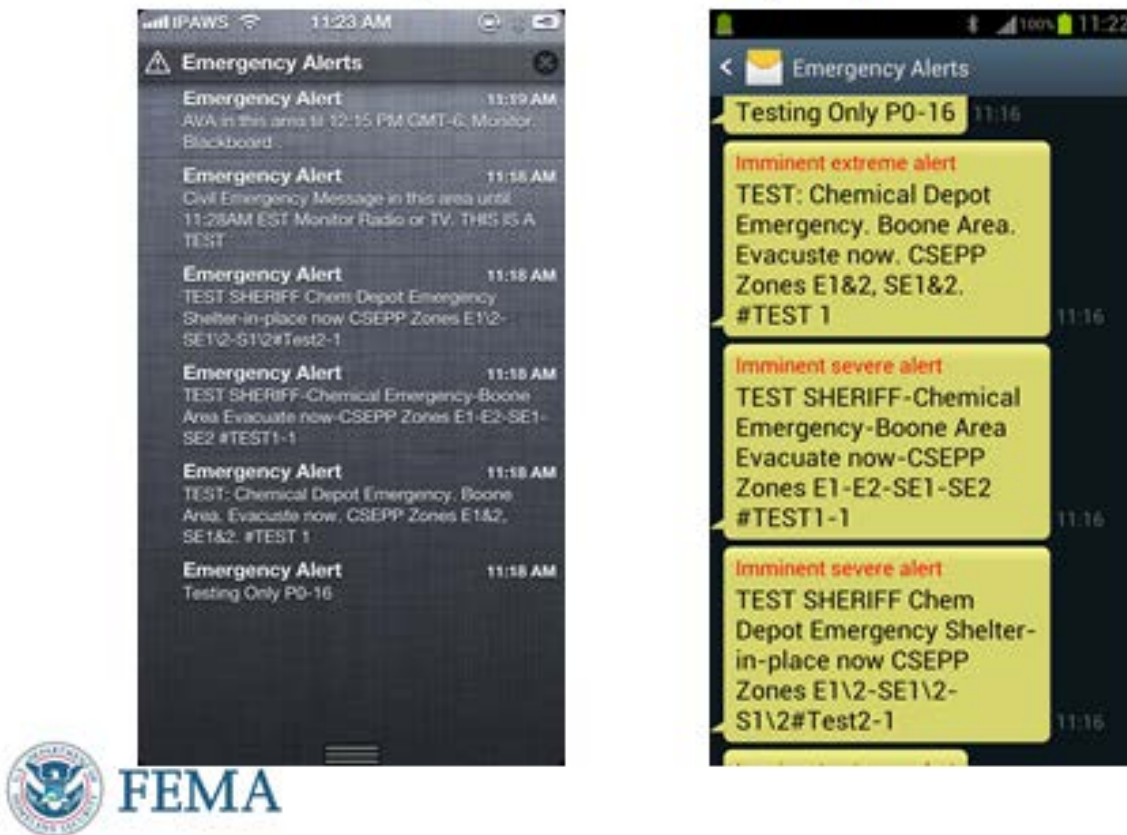 IPAWS 11:23 AM
Emergency Alerts
Emergency Alert 11:19 AM
AVA in this area til 12:15 PM GMT-6, Monitor.
Blackboard .
Emergency Alert 11:18 AM
Civil Emergency Message in this area until
11:28AM EST Monitor Radio or TV. THIS IS A
TEST
Emergency Alert 11:18 AM
TEST SHERIFF Chem Depot Emergency
Shelter-in-place now CSEPP Zones E1\2-
SE1\2-S1\2#Test2-1
Emergency Alert 11:18 AM
TEST SHERIFF-Chemical Emergency-Boone
Area Evacuate now-CSEPP Zones E1-E2-SE1-
SE2 #TEST1-1
Emergency Alert 11:18 AM
TEST: Chemical Depot Emergency. Boone
Area. Evacuste now. CSEPP Zones E1&2,
SE1&2. #TEST 1
Emergency Alert 11:18 AM
Testing Only P0-16
100% 11:22
Emergency Alerts
Testing Only P0-16 11:16
Imminent extreme alert
TEST: Chemical Depot
Emergency. Boone Area.
Evacuste now. CSEPP
Zones E1&2, SE1&2.
#TEST 1 11:16
Imminent severe alert
TEST SHERIFF-Chemical
Emergency-Boone Area
Evacuate now-CSEPP
Zones E1-E2-SE1-SE2
#TEST1-1 11:16
Imminent severe alert
TEST SHERIFF Chem
Depot Emergency Shelter-
in-place now CSEPP
Zones E1\2-SE1\2-
S1\2#Test2-1 11:16
FEMA